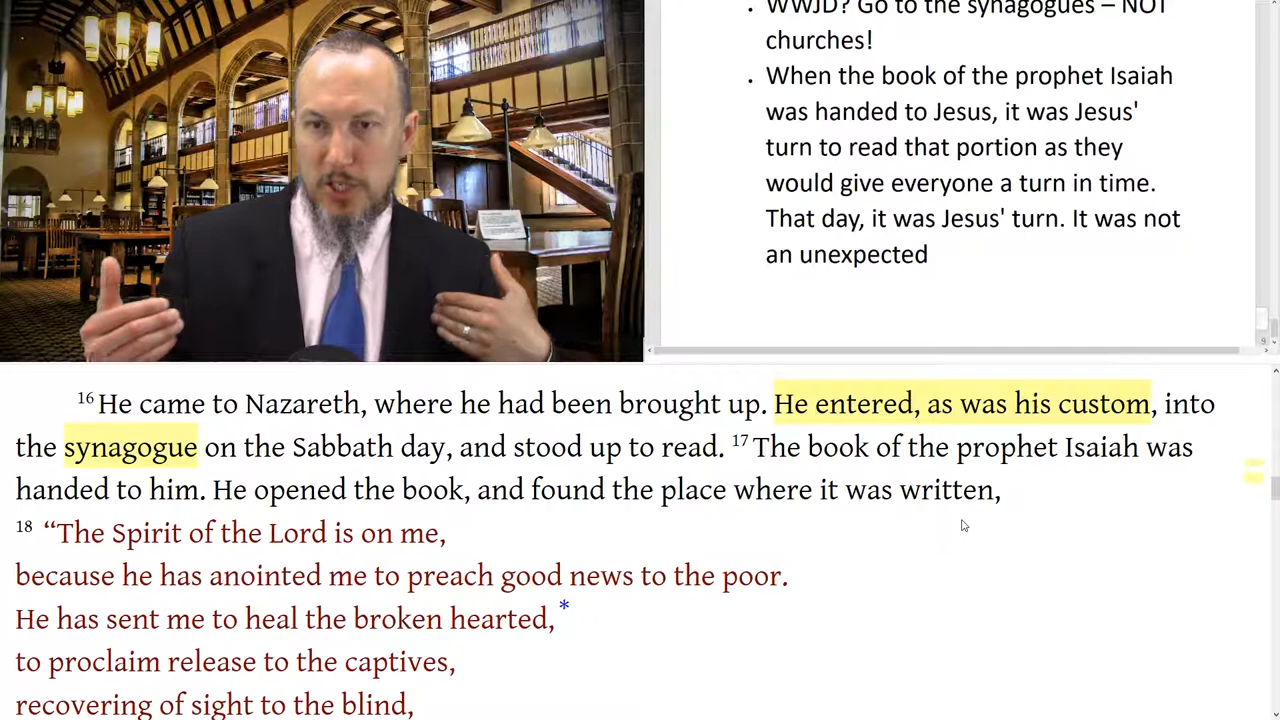 • WWJD? Go to the synagogues – NOT
churches!
• When the book of the prophet Isaiah
was handed to Jesus, it was Jesus'
turn to read that portion as they
would give everyone a turn in time.
That day, it was Jesus' turn. It was not
an unexpected
16 He came to Nazareth, where he had been brought up. He entered, as was his custom, into
the synagogue on the Sabbath day, and stood up to read. 17 The book of the prophet Isaiah was
handed to him. He opened the book, and found the place where it was written,
18 “The Spirit of the Lord is on me,
because he has anointed me to preach good news to the poor.
He has sent me to heal the broken hearted,*
to proclaim release to the captives,
recovering of sight to the blind,